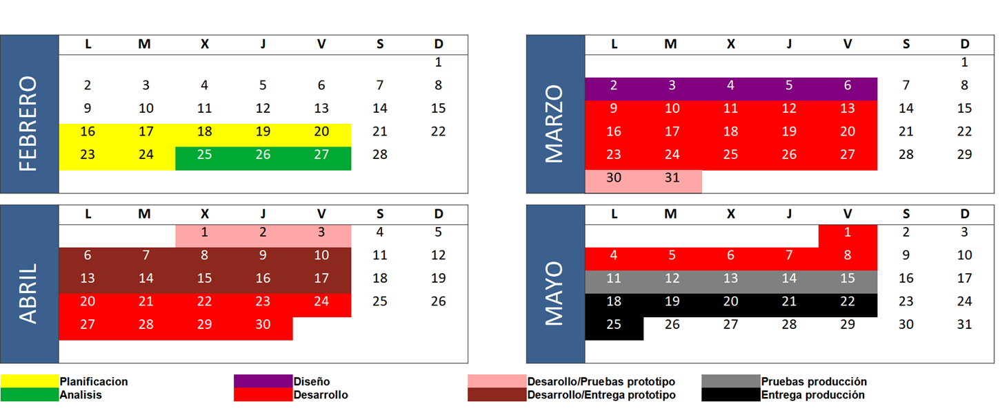 FEBRERO
L M X J V S D
1
2 3 4 5 6 7 8
9 10 11 12 13 14 15
16 17 18 19 20 21 22
23 24 25 26 27 28
MARZO
L M X J V S D
1
2 3 4 5 6 7 8
9 10 11 12 13 14 15
16 17 18 19 20 21 22
23 24 25 26 27 28 29
30 31
ABRIL
L M X J V S D
1 2 3 4 5
6 7 8 9 10 11 12
13 14 15 16 17 18 19
20 21 22 23 24 25 26
27 28 29 30
MAYO
L M X J V S D
1 2 3
4 5 6 7 8 9 10
11 12 13 14 15 16 17
18 19 20 21 22 23 24
25 26 27 28 29 30 31
Planificacion Diseño Desarollo/Pruebas prototipo Pruebas producción
Analisis Desarrollo Desarrollo/Entrega prototipo Entrega producción